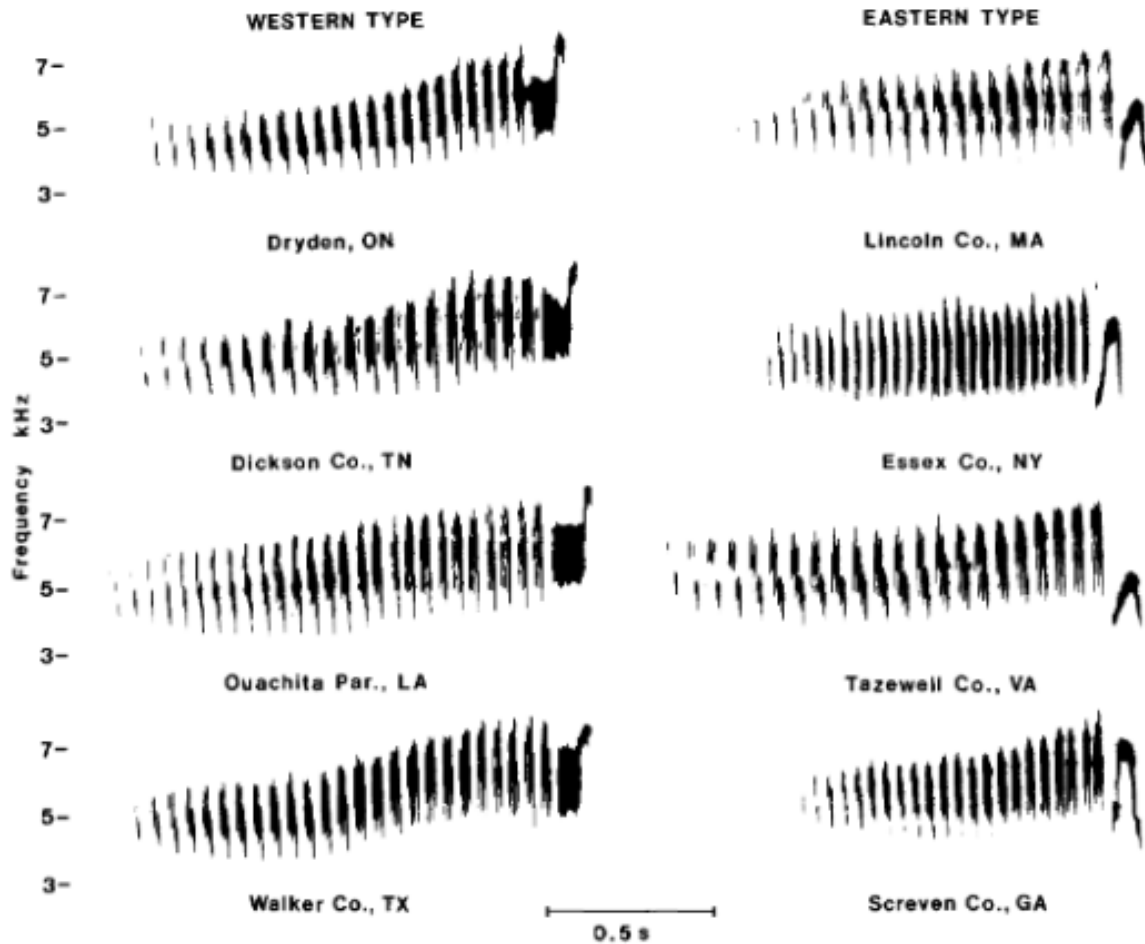 WESTERN TYPE
EASTERN TYPE
7-
5-
3-
Dryden, ON
Lincoln Co., MA
7-
5-
3-
Dickson Co., TN
Essex Co., NY
Frequency kHz
7-
5-
3-
Ouachita Par., LA
Tazewell Co., VA
7-
5-
3-
Walker Co., TX
Screven Co., GA
0.5 s